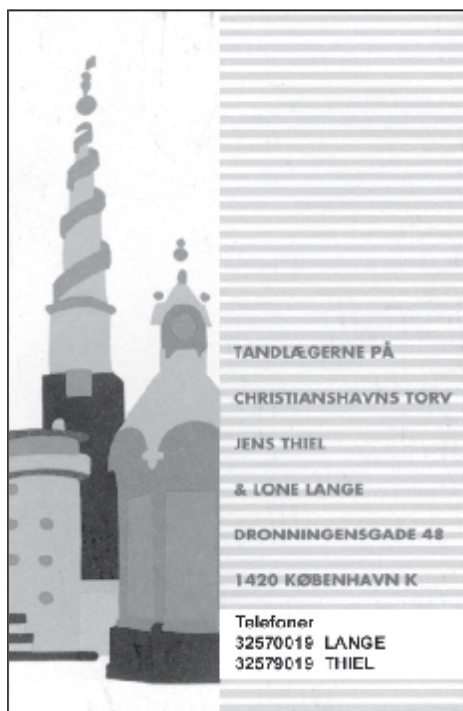 TANDLÆGERNE PÅ
CHRISTIANSHAVNS TORV
JENS THIEL
& LONE LANGE
DRONNINGENSGADE 48
1420 KØBENHAVN K
Telefoner
32570019 LANGE
32579019 THIEL